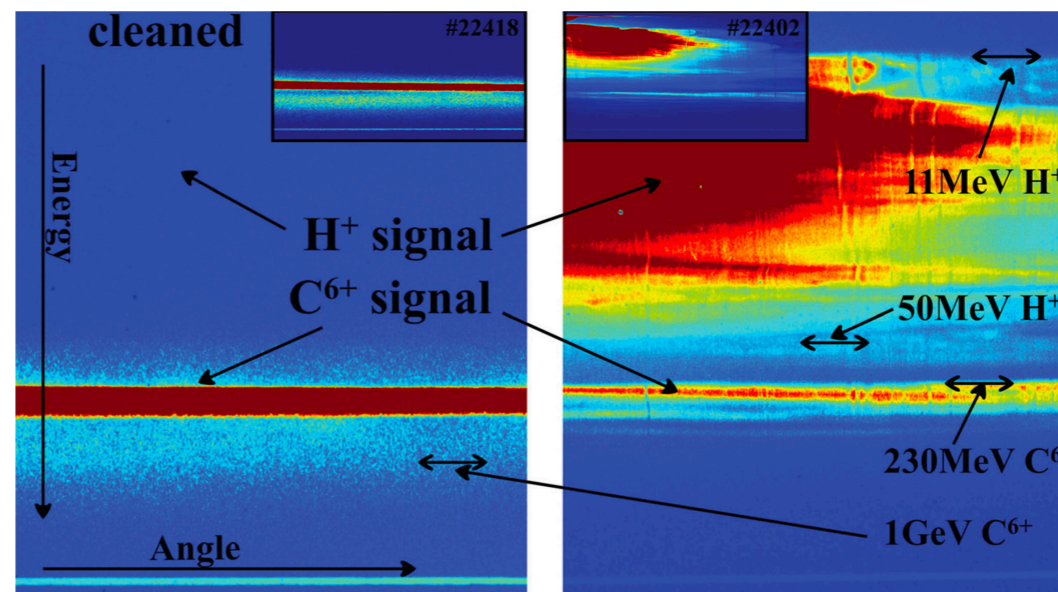 cleaned
#22418
#22402
Energy
11MeV H+
H+ signal
C6+ signal
50MeV H+
230MeV C6
1GeV C6+
Angle